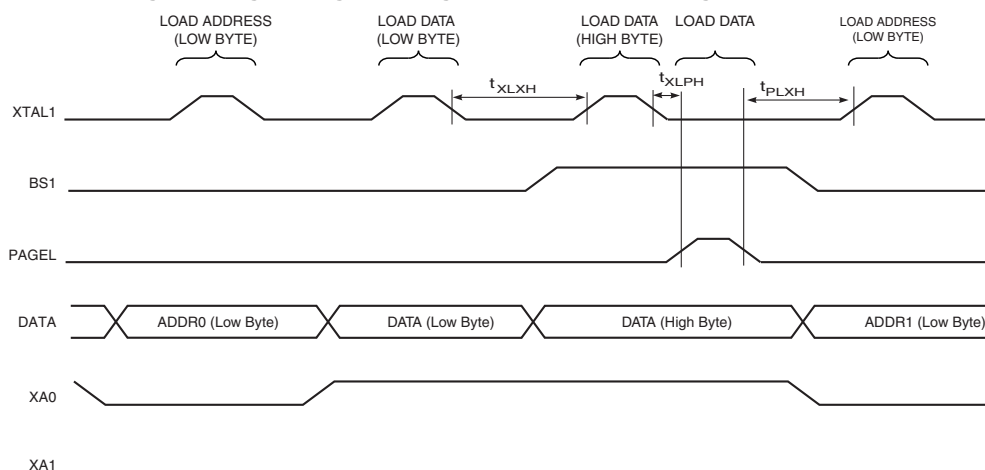 LOAD ADDRESS
(LOW BYTE)
LOAD DATA
(LOW BYTE)
LOAD DATA
(HIGH BYTE)
LOAD DATA
LOAD ADDRESS
(LOW BYTE)
tXLXH
tXLPH
tPLXH
XTAL1
BS1
PAGEL
DATA
ADDR0 (Low Byte)
DATA (Low Byte)
DATA (High Byte)
ADDR1 (Low Byte)
XA0
XA1